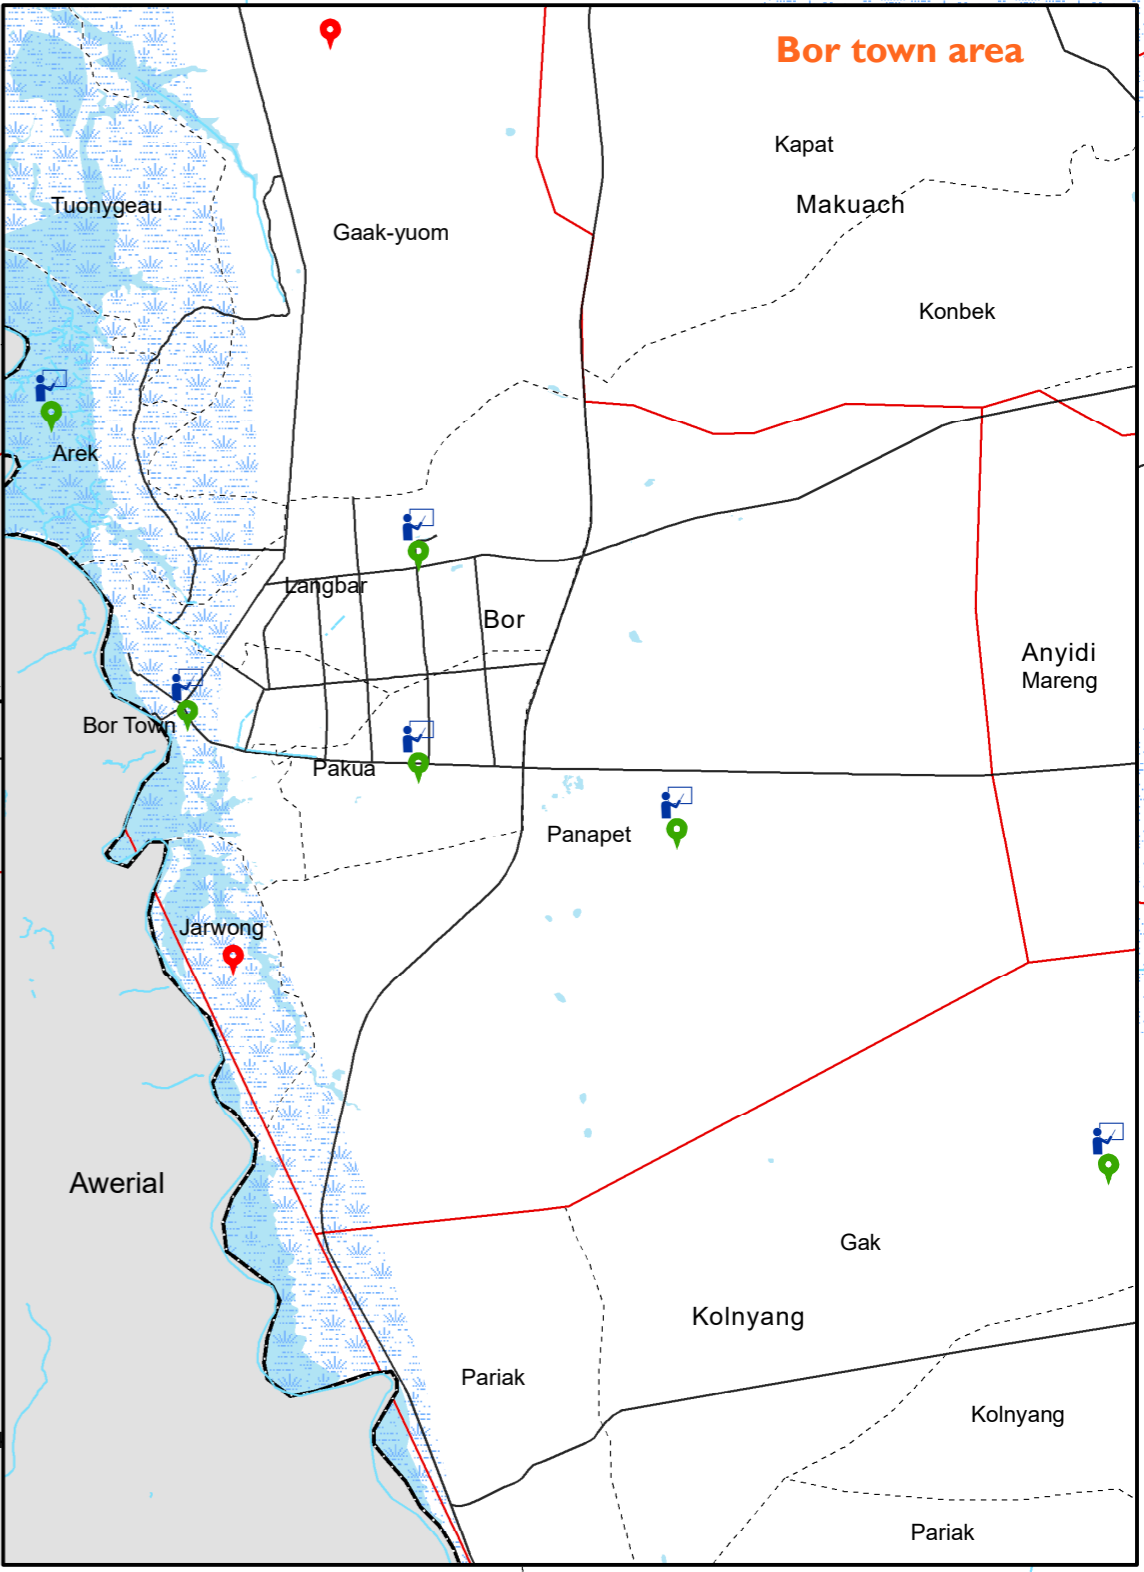 Bor town area
Kapat
Makuach
Tuonygeau
Gaak-yuom
Konbek
Arek
Langbar
Bor
Anyidi
Mareng
Bor Town
Pakua
Panapet
Jarwong
Awerial
Gak
Kolnyang
Pariak
Kolnyang
Pariak